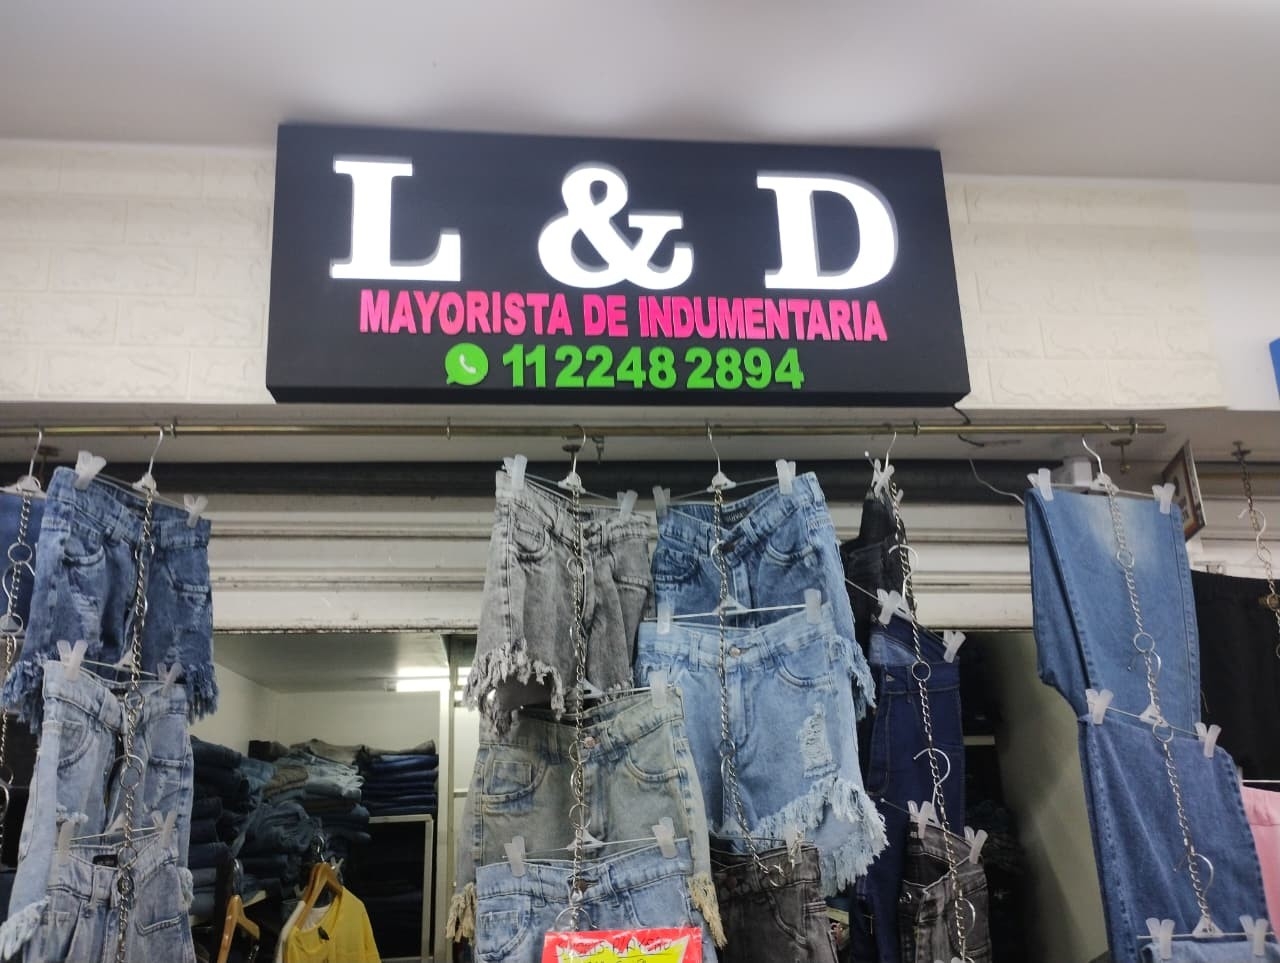 L & D
MAYORISTA DE INDUMENTARIA
11 2248 2894